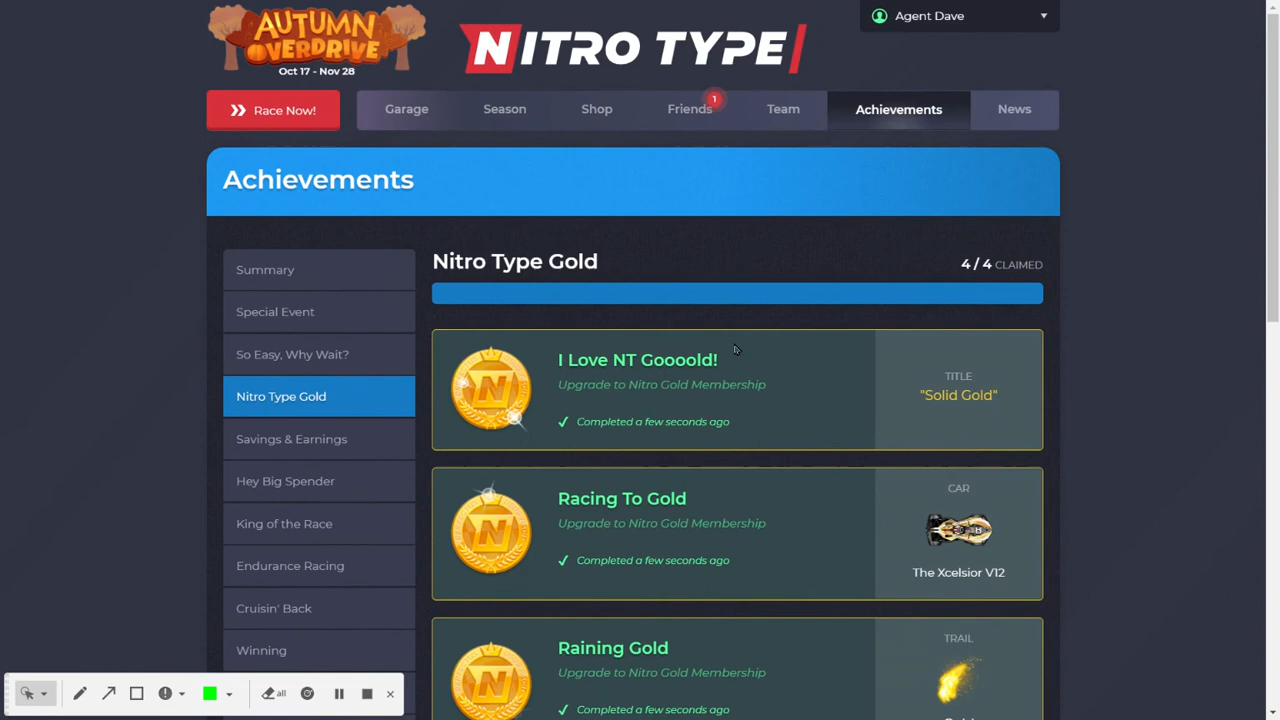 AUTUMN
OVERDRIVE
Oct 17 - Nov 28
NITRO TYPE
Agent Dave
Race Now!
Garage
Season
Shop
Friends
1
Team
Achievements
News
Achievements
Summary
Special Event
So Easy, Why Wait?
Nitro Type Gold
Savings & Earnings
Hey Big Spender
King of the Race
Endurance Racing
Cruisin' Back
Winning
Nitro Type Gold
4 / 4 CLAIMED
N
I Love NT Goooold!
Upgrade to Nitro Gold Membership
Completed a few seconds ago
TITLE
"Solid Gold"
N
Racing To Gold
Upgrade to Nitro Gold Membership
Completed a few seconds ago
CAR
The Xcelsior V12
N
Raining Gold
Upgrade to Nitro Gold Membership
Completed a few seconds ago
TRAIL
all